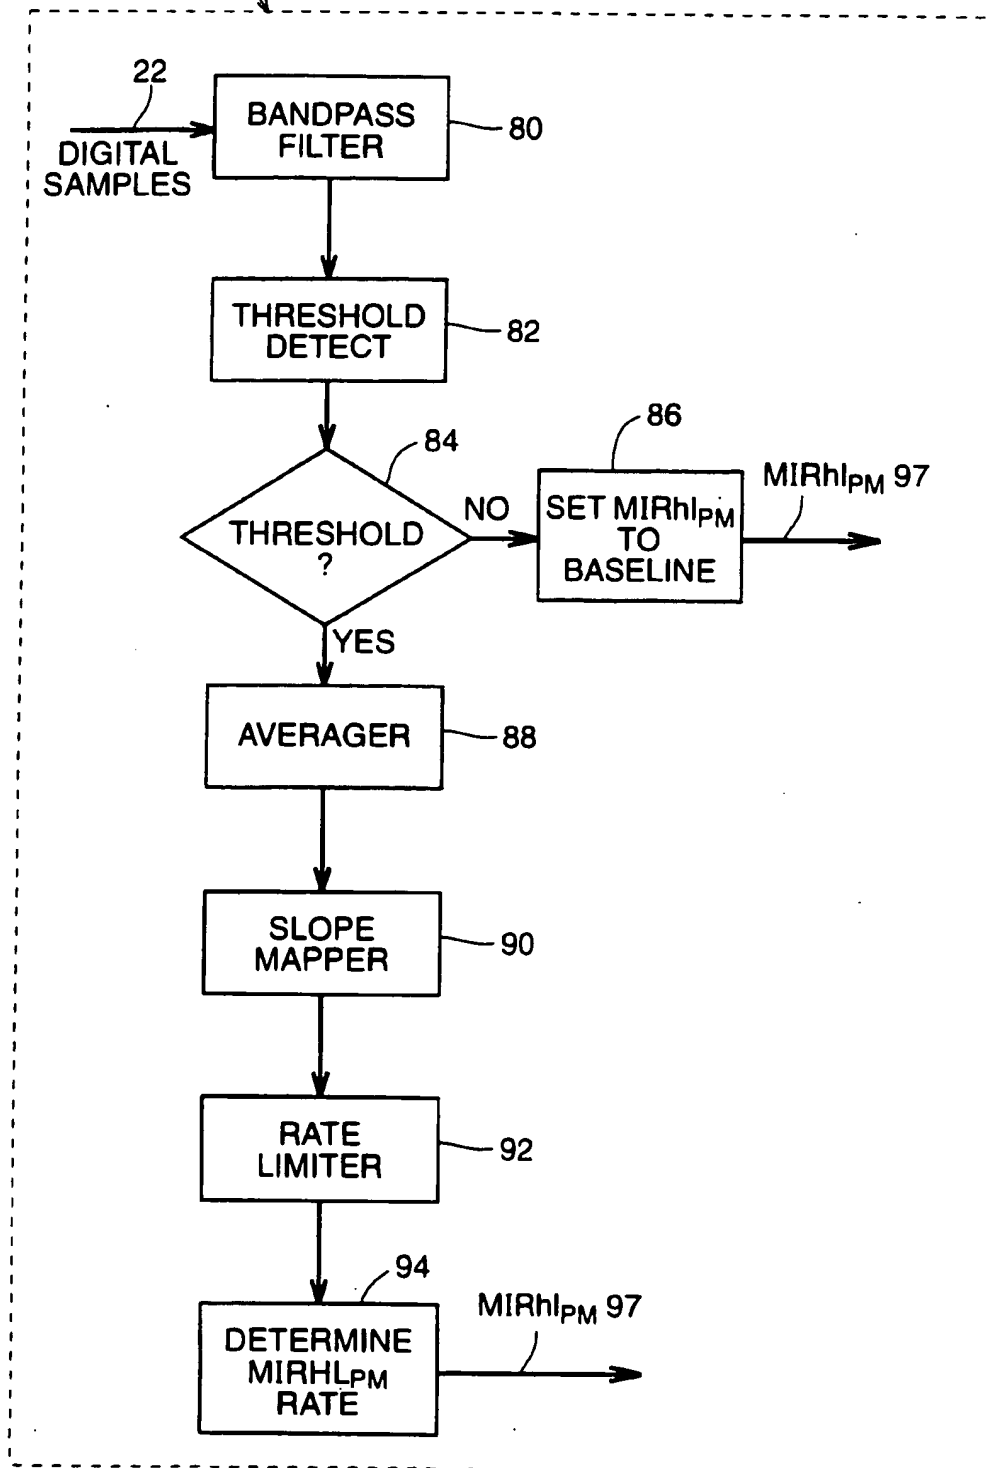 22
DIGITAL
SAMPLES
BANDPASS
FILTER
80
THRESHOLD
DETECT
82
84
THRESHOLD
?
NO
86
SET MIRhlPM
TO
BASELINE
MIRhlPM 97
YES
AVERAGER
88
SLOPE
MAPPER
90
RATE
LIMITER
92
94
DETERMINE
MIRHLPM
RATE
MIRhlPM 97